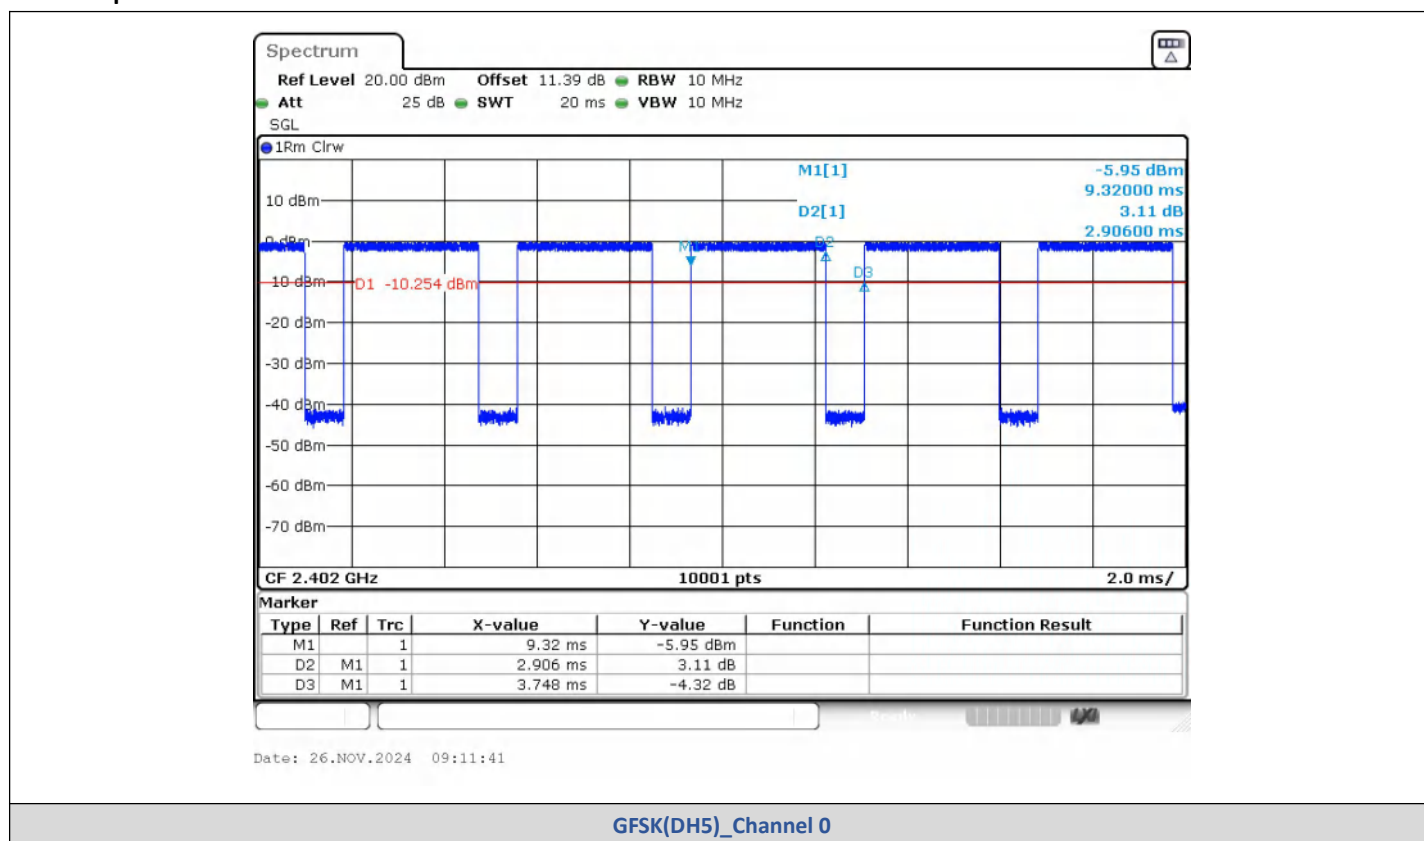 Spectrum
Ref Level 20.00 dBm Offset 11.39 dB RBW 10 MHz
Att 25 dB SWT 20 ms VBW 10 MHz
SGL
1Rm Clrw
M1[1] -5.95 dBm
9.32000 ms
10 dBm
D2[1] 3.11 dB
2.90600 ms
0 dBm
M1 D2
D3
-10 dBm
D1 -10.254 dBm
-20 dBm
-30 dBm
-40 dBm
-50 dBm
-60 dBm
-70 dBm
CF 2.402 GHz 10001 pts 2.0 ms/
Marker
Type Ref Trc X-value Y-value Function Function Result
M1 1 9.32 ms -5.95 dBm
D2 M1 1 2.906 ms 3.11 dB
D3 M1 1 3.748 ms -4.32 dB
Date: 26.NOV.2024 09:11:41
GFSK(DH5)_Channel 0